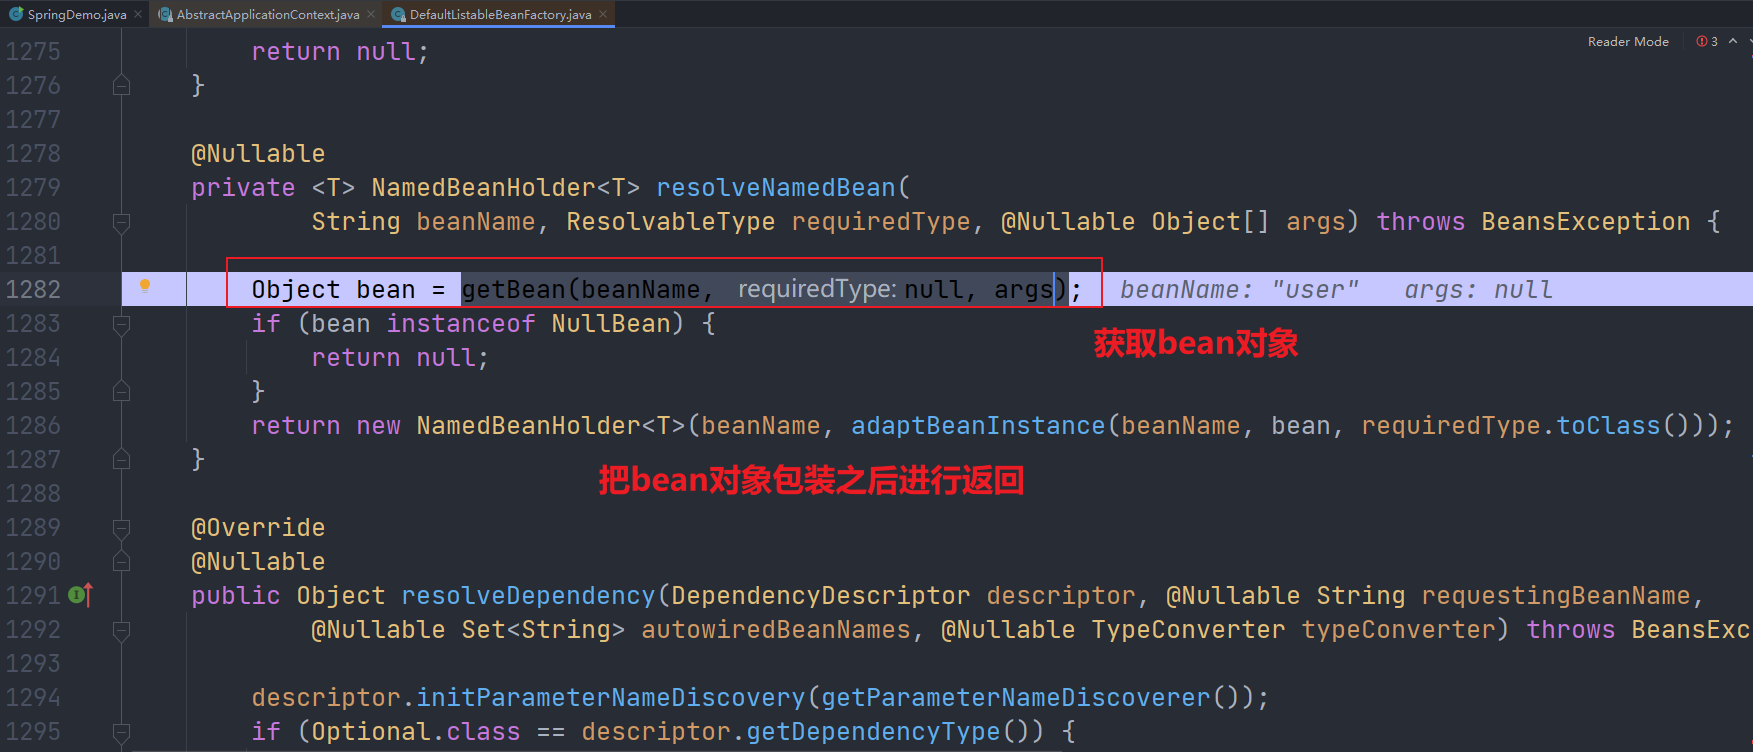 SpringDemo.java AbstractApplicationContext.java DefaultListableBeanFactory.java
Reader Mode 3
1275 return null;
1276 }
1277
1278 @Nullable
1279 private <T> NamedBeanHolder<T> resolveNamedBean(
1280 String beanName, ResolvableType requiredType, @Nullable Object[] args) throws BeansException {
1281
1282 Object bean = getBean(beanName, requiredType: null, args); beanName: "user" args: null
1283 if (bean instanceof NullBean) {
获取bean对象
1284 return null;
1285 }
1286 return new NamedBeanHolder<T>(beanName, adaptBeanInstance(beanName, bean, requiredType.toClass()));
1287 }
把bean对象包装之后进行返回
1288
1289 @Override
1290 @Nullable
1291 public Object resolveDependency(DependencyDescriptor descriptor, @Nullable String requestingBeanName,
1292 @Nullable Set<String> autowiredBeanNames, @Nullable TypeConverter typeConverter) throws BeansExc
1293
1294 descriptor.initParameterNameDiscovery(getParameterNameDiscoverer());
1295 if (Optional.class == descriptor.getDependencyType()) {